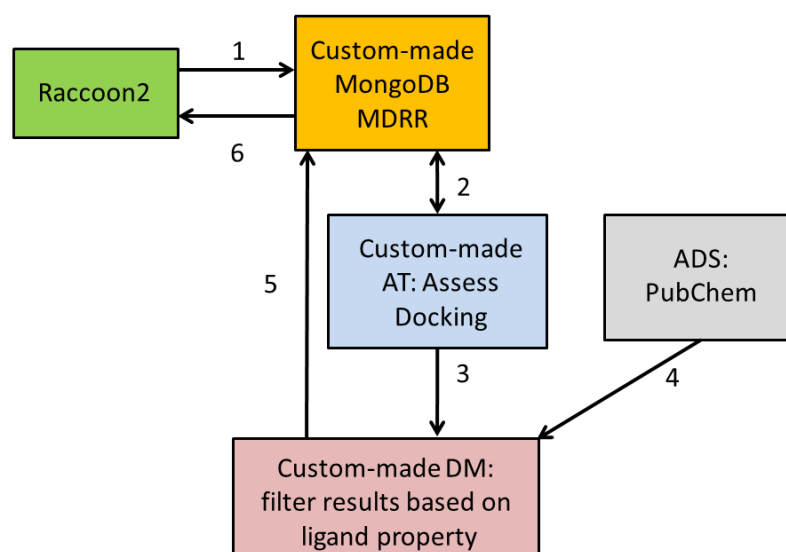 1
Custom-made
MongoDB
MDRR
Raccoon2
6
2
Custom-made
AT: Assess
Docking
ADS:
PubChem
5
3
4
Custom-made DM:
filter results based on
ligand property